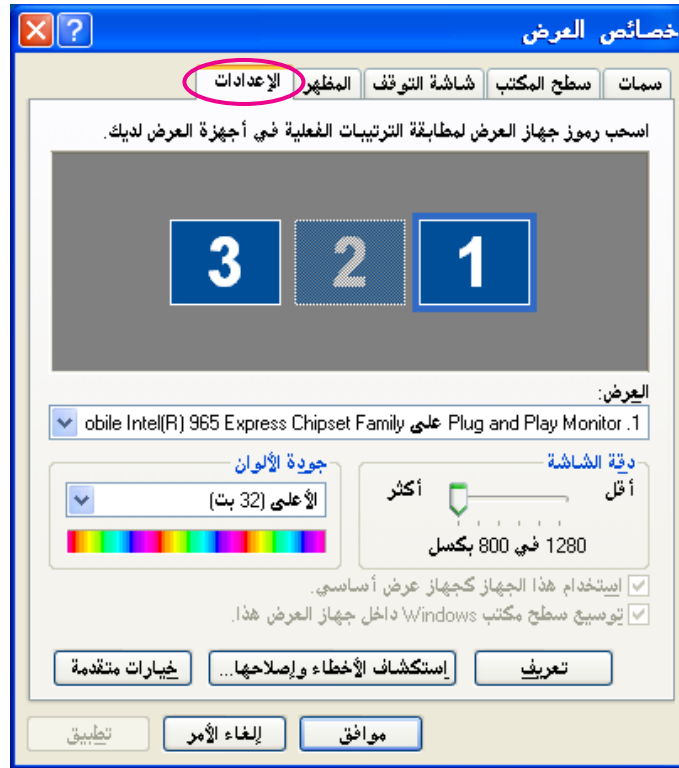 خصائص العرض
سمات
سطح المكتب
شاشة التوقف
المظهر
الإعدادات
اسحب رموز جهاز العرض لمطابقة الترتيبات الفعلية في أجهزة العرض لديك.
3 2 1
العرض:
1. Plug and Play Monitor على obile Intel(R) 965 Express Chipset Family
دقة الشاشة
أقل
أكثر
1280 في 800 بكسل
جودة الألوان
الأعلى (32 بت)
إستخدام هذا الجهاز كجهاز عرض أساسي.
توسيع سطح مكتب Windows داخل جهاز العرض هذا.
تعريف
إستكشاف الأخطاء وإصلاحها...
خيارات متقدمة
موافق
إلغاء الأمر
تطبيق